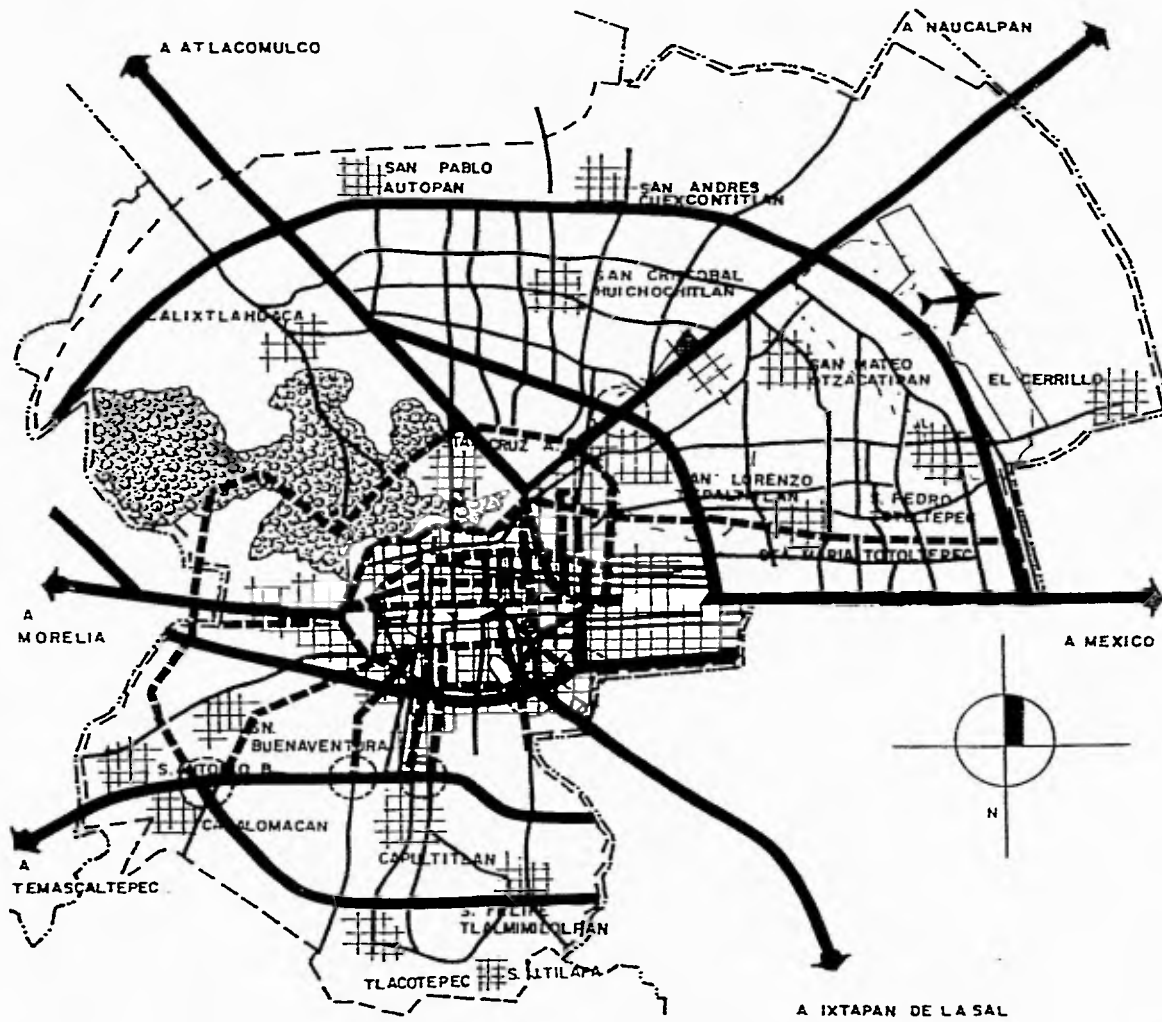 A ATLACOMULCO
A NAUCALPAN
SAN PABLO
AUTOPAN
SAN ANDRES
CUEXCONTITLAN
SAN CRISTOBAL
HUICHOCHITLAN
CALIXTLAHUACA
SAN MATEO
OTZACATIPAN
EL CERRILLO
CRUZ A.
SAN LORENZO
TEPALTITLAN
S. PEDRO
TOTOLTEPEC
STA. MARIA TOTOLTEPEC
A
MORELIA
A MEXICO
SN.
BUENAVENTURA
S. ANTONIO B.
CACALOMACAN
A
TEMASCALTEPEC
CAPULTITLAN
S. FELIPE
TLALMIMILOLPAN
N
TLACOTEPEC
A IXTAPAN DE LA SAL